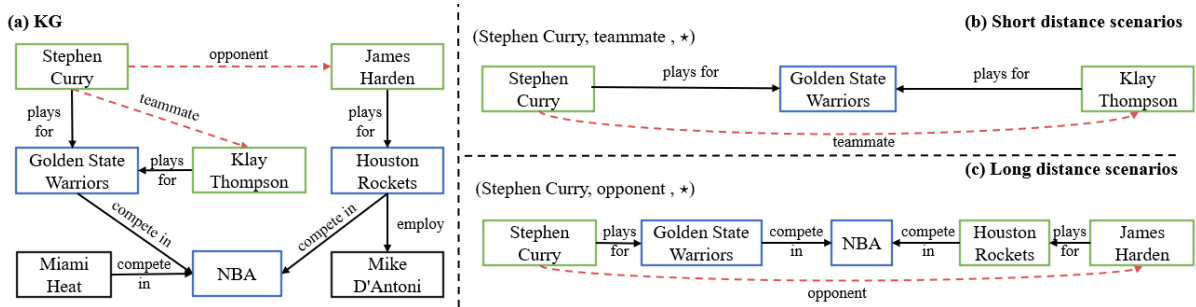 (a) KG
Stephen
Curry
opponent
James
Harden
plays
for
teammate
plays
for
Golden State
Warriors
plays
for
Klay
Thompson
Houston
Rockets
compete in
compete in
employ
Miami
Heat
compete
in
NBA
Mike
D'Antoni
(b) Short distance scenarios
(Stephen Curry, teammate , ⋆)
Stephen
Curry
plays for
Golden State
Warriors
plays for
Klay
Thompson
teammate
(c) Long distance scenarios
(Stephen Curry, opponent , ⋆)
Stephen
Curry
plays
for
Golden State
Warriors
compete
in
NBA
compete
in
Houston
Rockets
plays
for
James
Harden
opponent